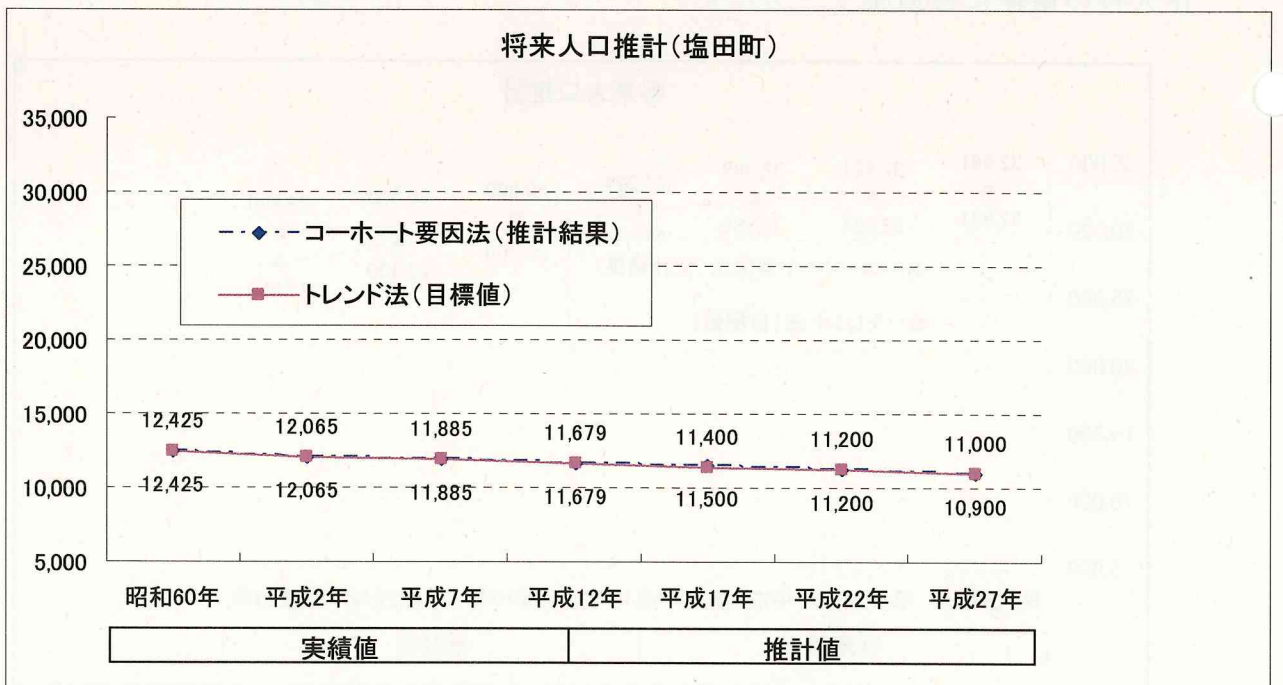 将来人口推計(塩田町)
35,000
30,000
25,000
20,000
15,000
10,000
5,000
コーホート要因法(推計結果)
トレンド法(目標値)
12,425 12,065 11,885 11,679 11,400 11,200 11,000
12,425 12,065 11,885 11,679 11,500 11,200 10,900
昭和60年 平成2年 平成7年 平成12年 平成17年 平成22年 平成27年
実績値 推計値